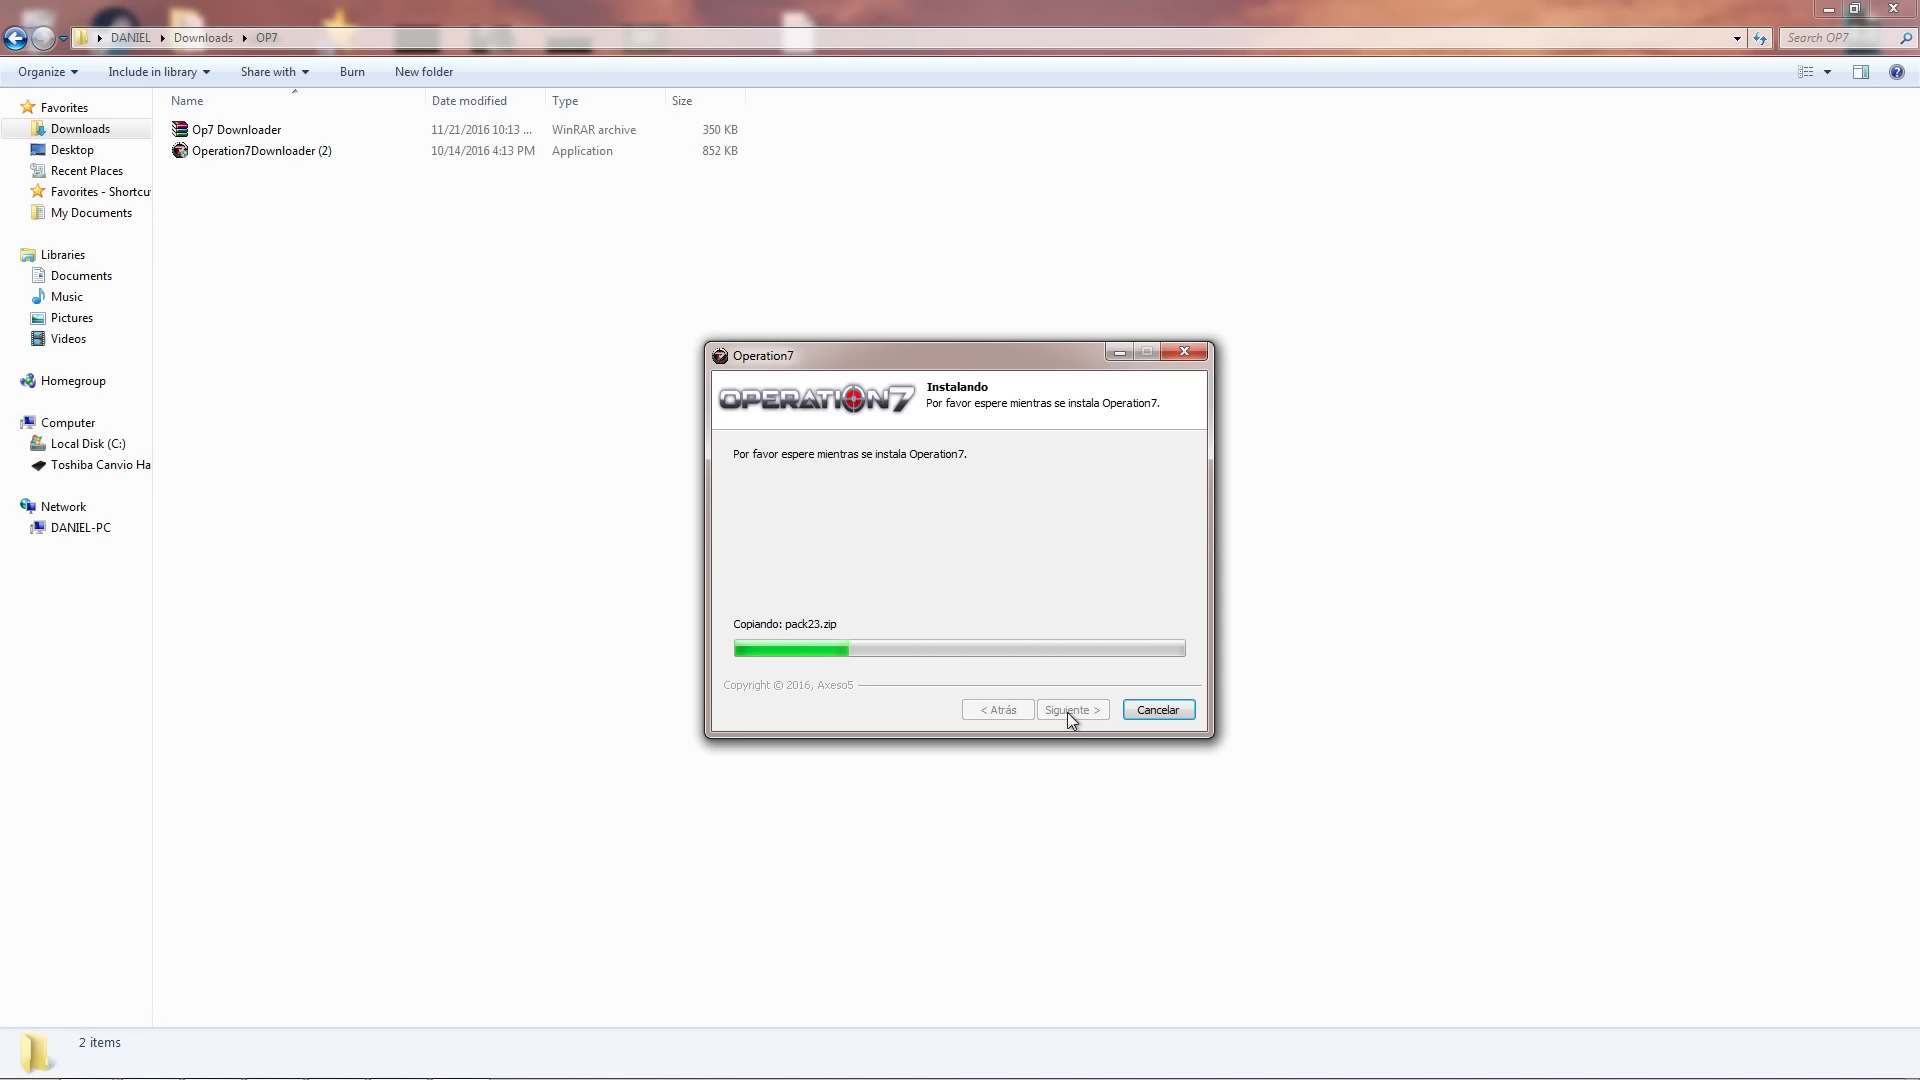 DANIEL Downloads OP7
Search OP7
Organize Include in library Share with Burn New folder
Name Date modified Type Size
Op7 Downloader 11/21/2016 10:13 ... WinRAR archive 350 KB
Operation7Downloader (2) 10/14/2016 4:13 PM Application 852 KB
Favorites
Downloads
Desktop
Recent Places
Favorites - Shortcu
My Documents
Libraries
Documents
Music
Pictures
Videos
Homegroup
Computer
Local Disk (C:)
Toshiba Canvio Ha
Network
DANIEL-PC
Operation7
OPERATION7
Instalando
Por favor espere mientras se instala Operation7.
Por favor espere mientras se instala Operation7.
Copiando: pack23.zip
Copyright © 2016, Axeso5
< Atrás Siguiente > Cancelar
2 items